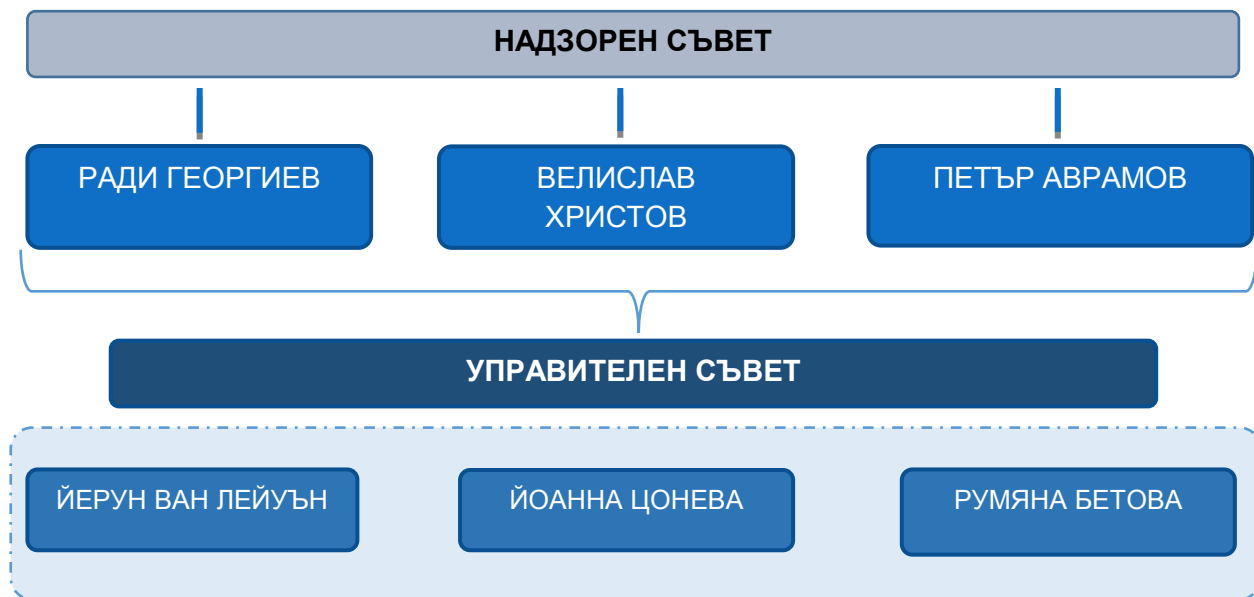 НАДЗОРЕН СЪВЕТ
РАДИ ГЕОРГИЕВ
ВЕЛИСЛАВ
ХРИСТОВ
ПЕТЪР АВРАМОВ
УПРАВИТЕЛЕН СЪВЕТ
ЙЕРУН ВАН ЛЕЙУЪН
ЙОАННА ЦОНЕВА
РУМЯНА БЕТОВА